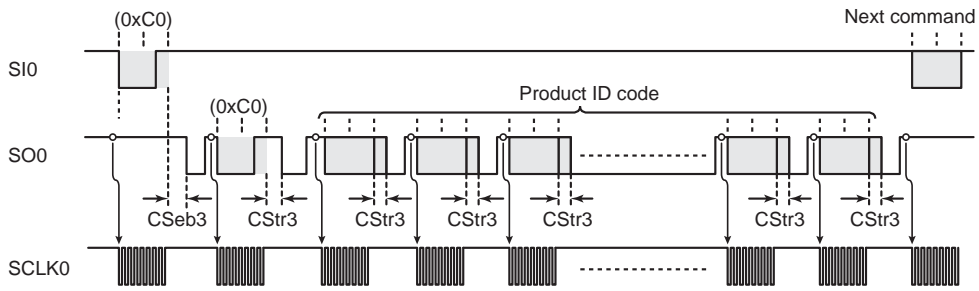 (0xC0)
Next command
SI0
(0xC0)
Product ID code
SO0
CSeb3
CStr3
CStr3
CStr3
CStr3
CStr3
CStr3
SCLK0